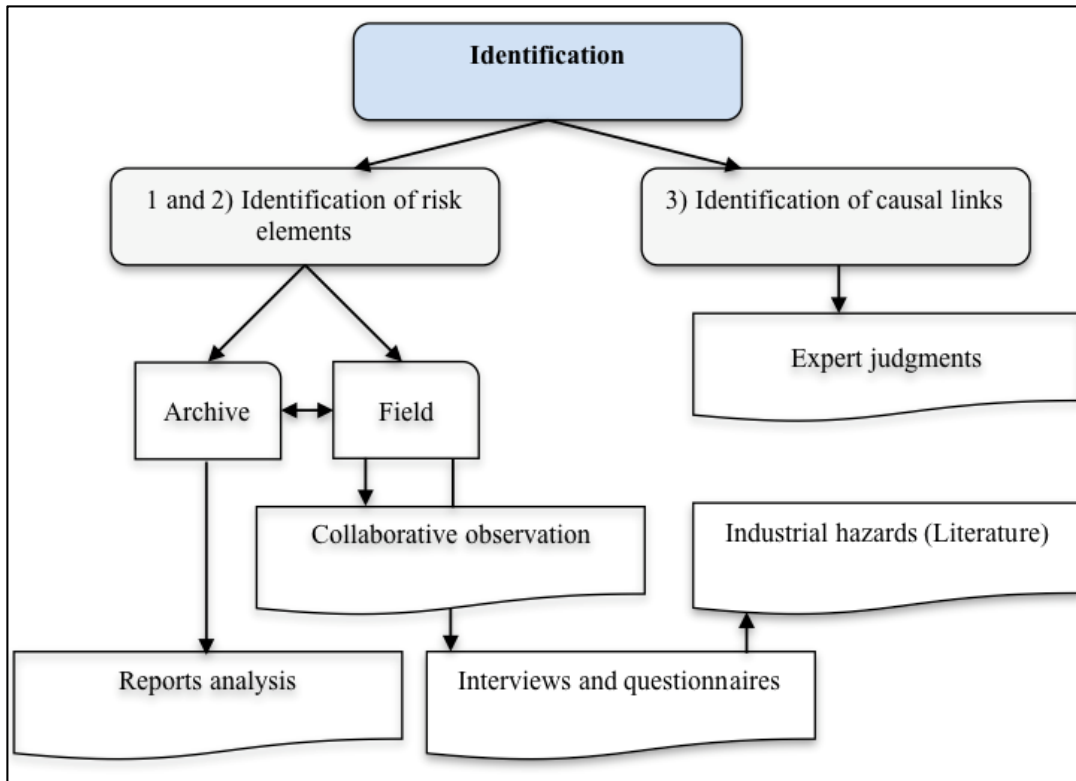 Identification
1 and 2) Identification of risk
elements
3) Identification of causal links
Expert judgments
Archive
Field
Collaborative observation
Industrial hazards (Literature)
Reports analysis
Interviews and questionnaires